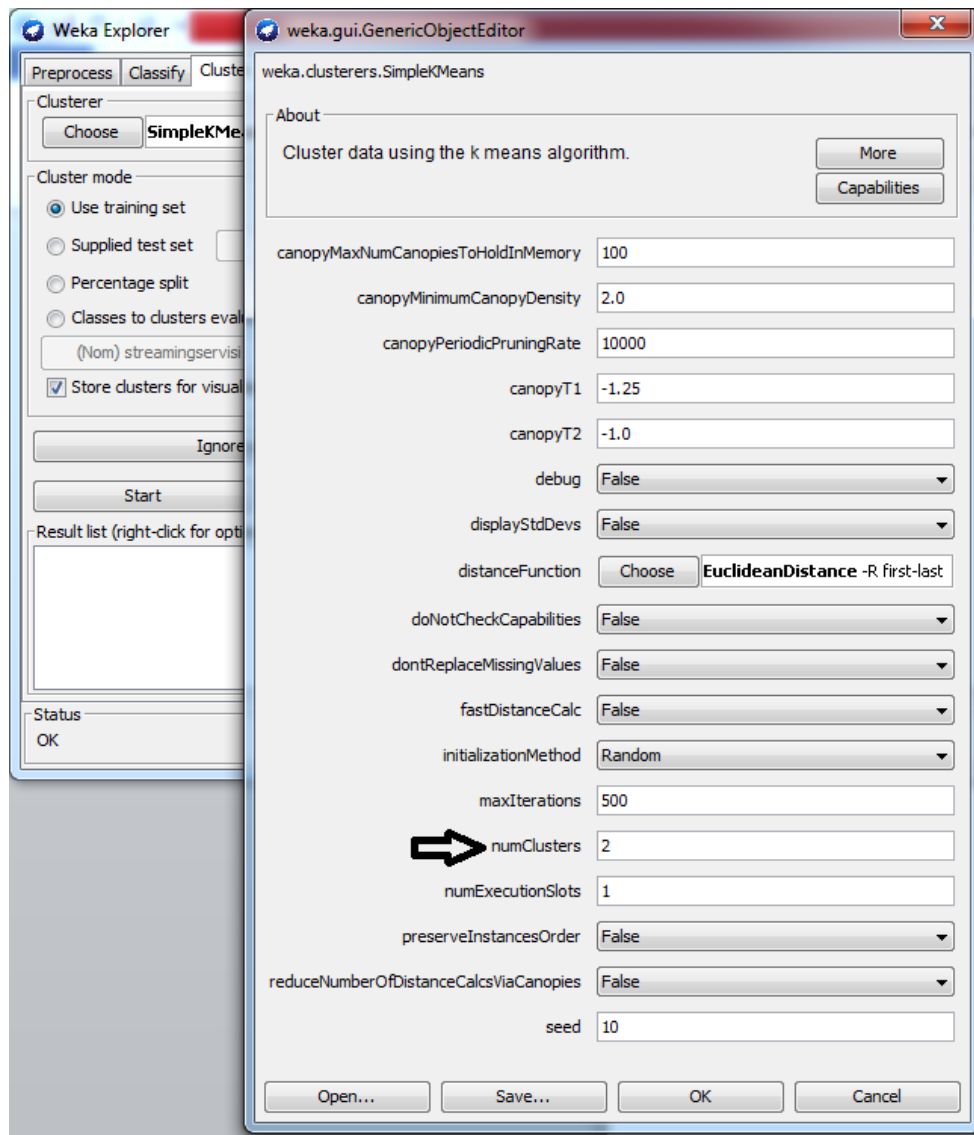 Weka Explorer
Preprocess Classify Cluste
Clusterer
Choose SimpleKMea
Cluster mode
Use training set
Supplied test set
Percentage split
Classes to clusters evalu
(Nom) streamingservisi
Store clusters for visual
Ignore
Start
Result list (right-click for opti
Status
OK
weka.gui.GenericObjectEditor
weka.clusterers.SimpleKMeans
About
Cluster data using the k means algorithm.
More
Capabilities
canopyMaxNumCanopiesToHoldInMemory 100
canopyMinimumCanopyDensity 2.0
canopyPeriodicPruningRate 10000
canopyT1 -1.25
canopyT2 -1.0
debug False
displayStdDevs False
distanceFunction Choose EuclideanDistance -R first-last
doNotCheckCapabilities False
dontReplaceMissingValues False
fastDistanceCalc False
initializationMethod Random
maxIterations 500
numClusters 2
numExecutionSlots 1
preserveInstancesOrder False
reduceNumberOfDistanceCalcsViaCanopies False
seed 10
Open... Save... OK Cancel